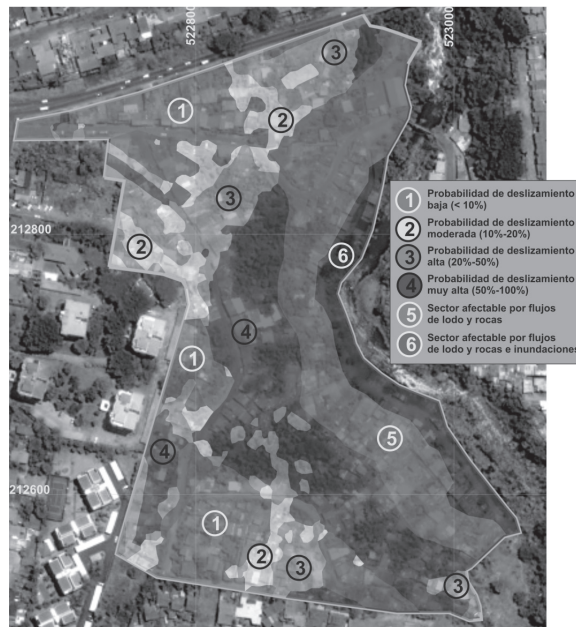 522800
523000
3
1
2
3
212800
2
6
4
1
4
5
212600
1
2
3
3
1 Probabilidad de deslizamiento
baja (< 10%)
2 Probabilidad de deslizamiento
moderada (10%-20%)
3 Probabilidad de deslizamiento
alta (20%-50%)
4 Probabilidad de deslizamiento
muy alta (50%-100%)
5 Sector afectable por flujos
de lodo y rocas
6 Sector afectable por flujos
de lodo y rocas e inundaciones